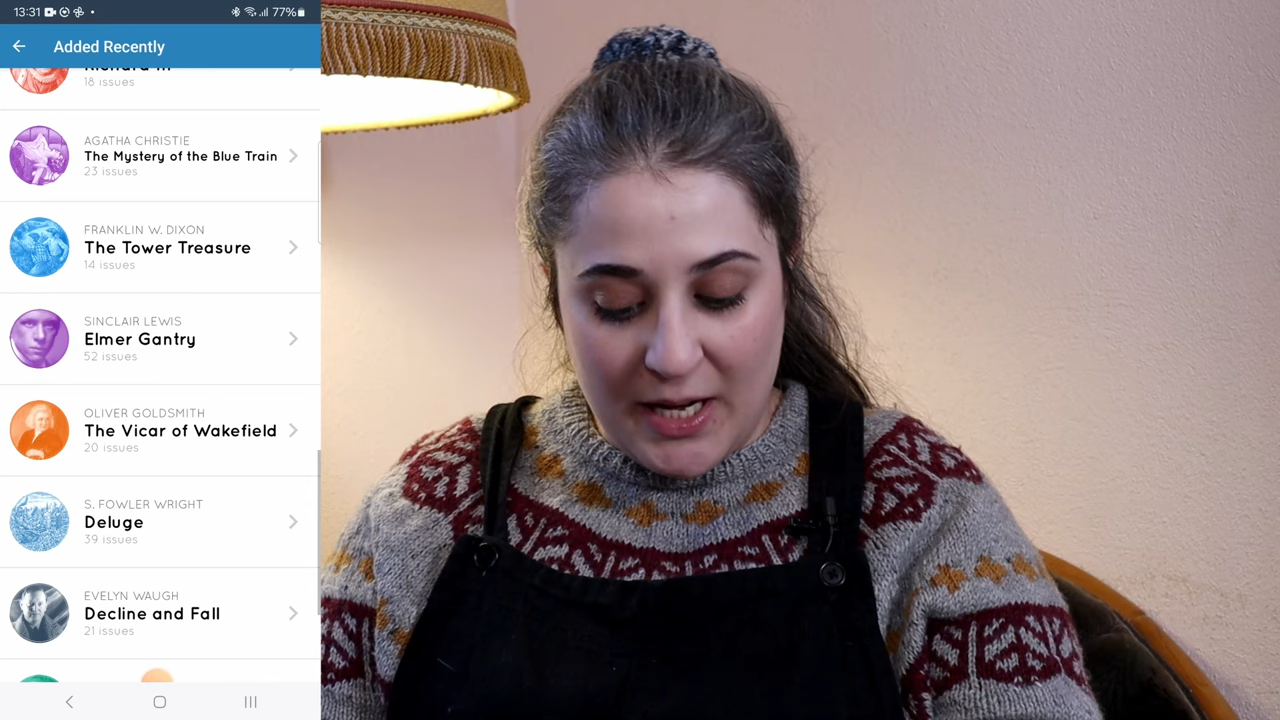 13:31 77%
Added Recently
Richard III
18 issues
AGATHA CHRISTIE
The Mystery of the Blue Train
23 issues
FRANKLIN W. DIXON
The Tower Treasure
14 issues
SINCLAIR LEWIS
Elmer Gantry
52 issues
OLIVER GOLDSMITH
The Vicar of Wakefield
20 issues
S. FOWLER WRIGHT
Deluge
39 issues
EVELYN WAUGH
Decline and Fall
21 issues